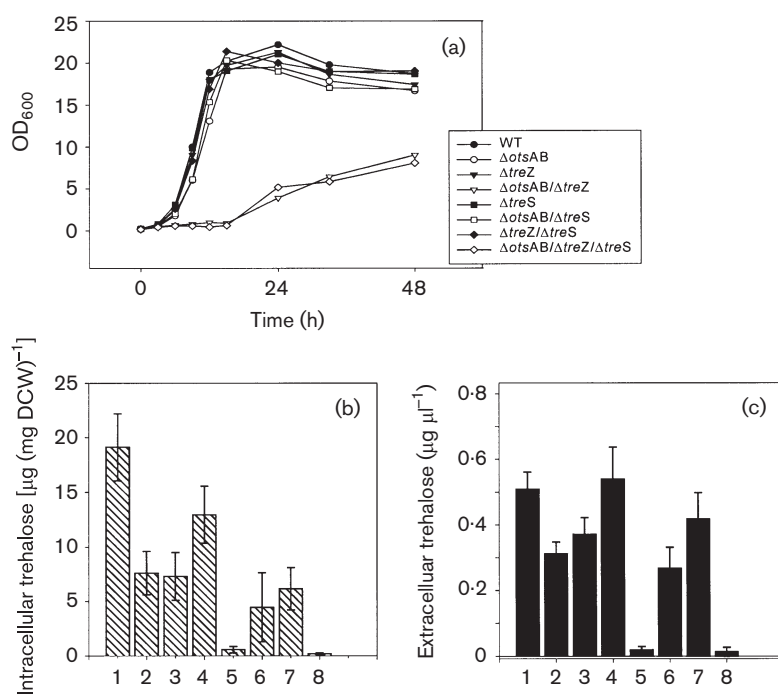 (a)
25
20
15
10
5
0
OD600
0 24 48
Time (h)
WT
ΔotsAB
ΔtreZ
ΔotsAB/ΔtreZ
ΔtreS
ΔotsAB/ΔtreS
ΔtreZ/ΔtreS
ΔotsAB/ΔtreZ/ΔtreS
(b)
25
20
15
10
5
0
Intracellular trehalose [µg (mg DCW)−1]
1 2 3 4 5 6 7 8
(c)
0·8
0·6
0·4
0·2
0
Extracelluar trehalose (µg µl−1)
1 2 3 4 5 6 7 8